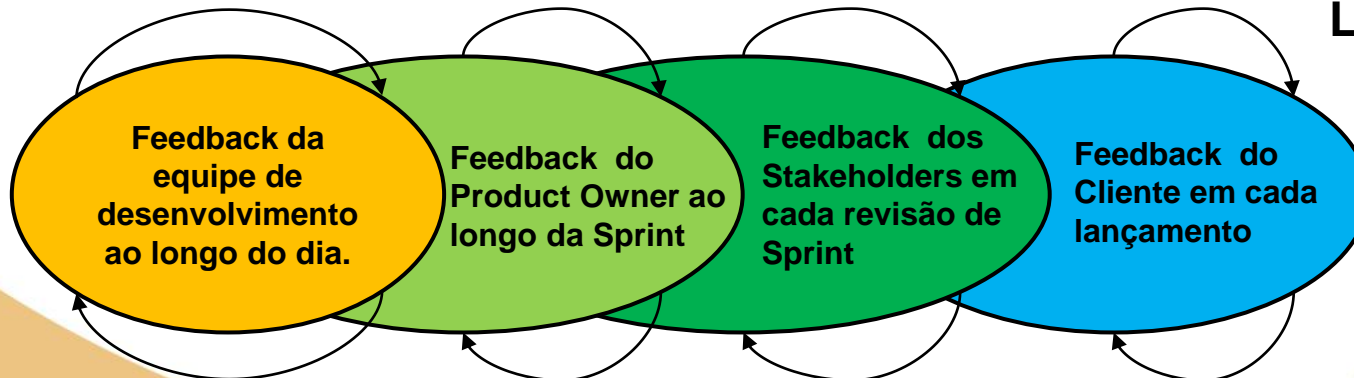 L
Feedback da
equipe de
desenvolvimento
ao longo do dia.
Feedback do
Product Owner ao
longo da Sprint
Feedback dos
Stakeholders em
cada revisão de
Sprint
Feedback do
Cliente em cada
lançamento